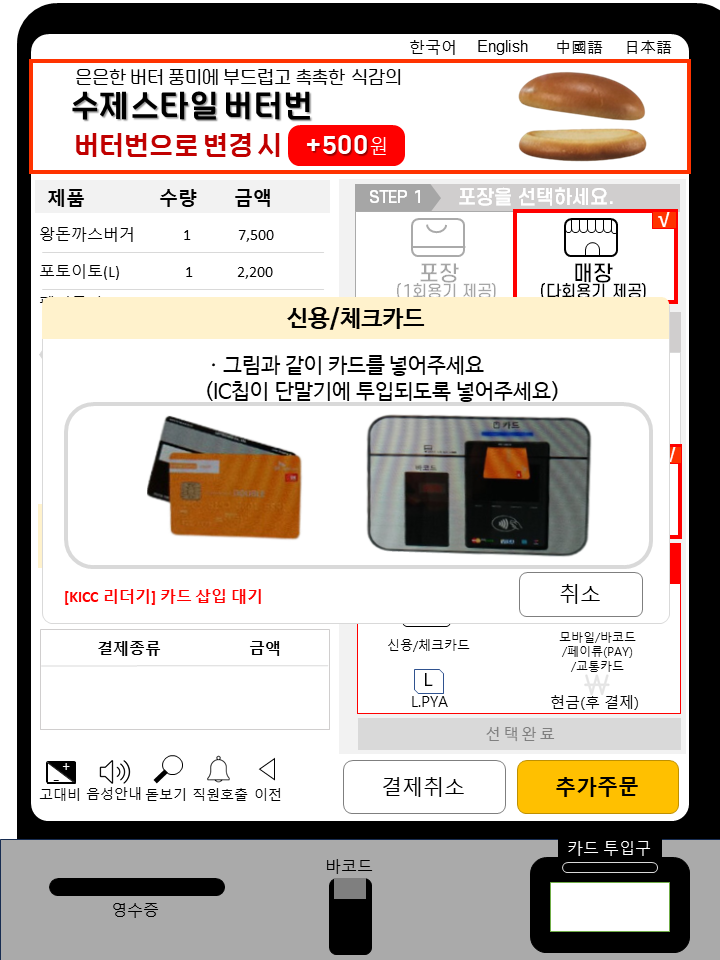 한국어 English 中國語 日本語
은은한 버터 풍미에 부드럽고 촉촉한 식감의
수제스타일 버터번
버터번으로 변경 시 +500원
제품 수량 금액
왕돈까스버거 1 7,500
포토이토(L) 1 2,200
STEP 1 포장을 선택하세요.
포장
(1회용기 제공)
√
매장
(다회용기 제공)
신용/체크카드
· 그림과 같이 카드를 넣어주세요
(IC칩이 단말기에 투입되도록 넣어주세요)
바코드
[KICC 리더기] 카드 삽입 대기
취소
결제종류 금액
신용/체크카드
모바일/바코드
/페이류(PAY)
/교통카드
L
L.PYA
₩
현금(후 결제)
선택완료
고대비 음성안내 돋보기 직원호출 이전
결제취소
추가주문
영수증
바코드
카드 투입구